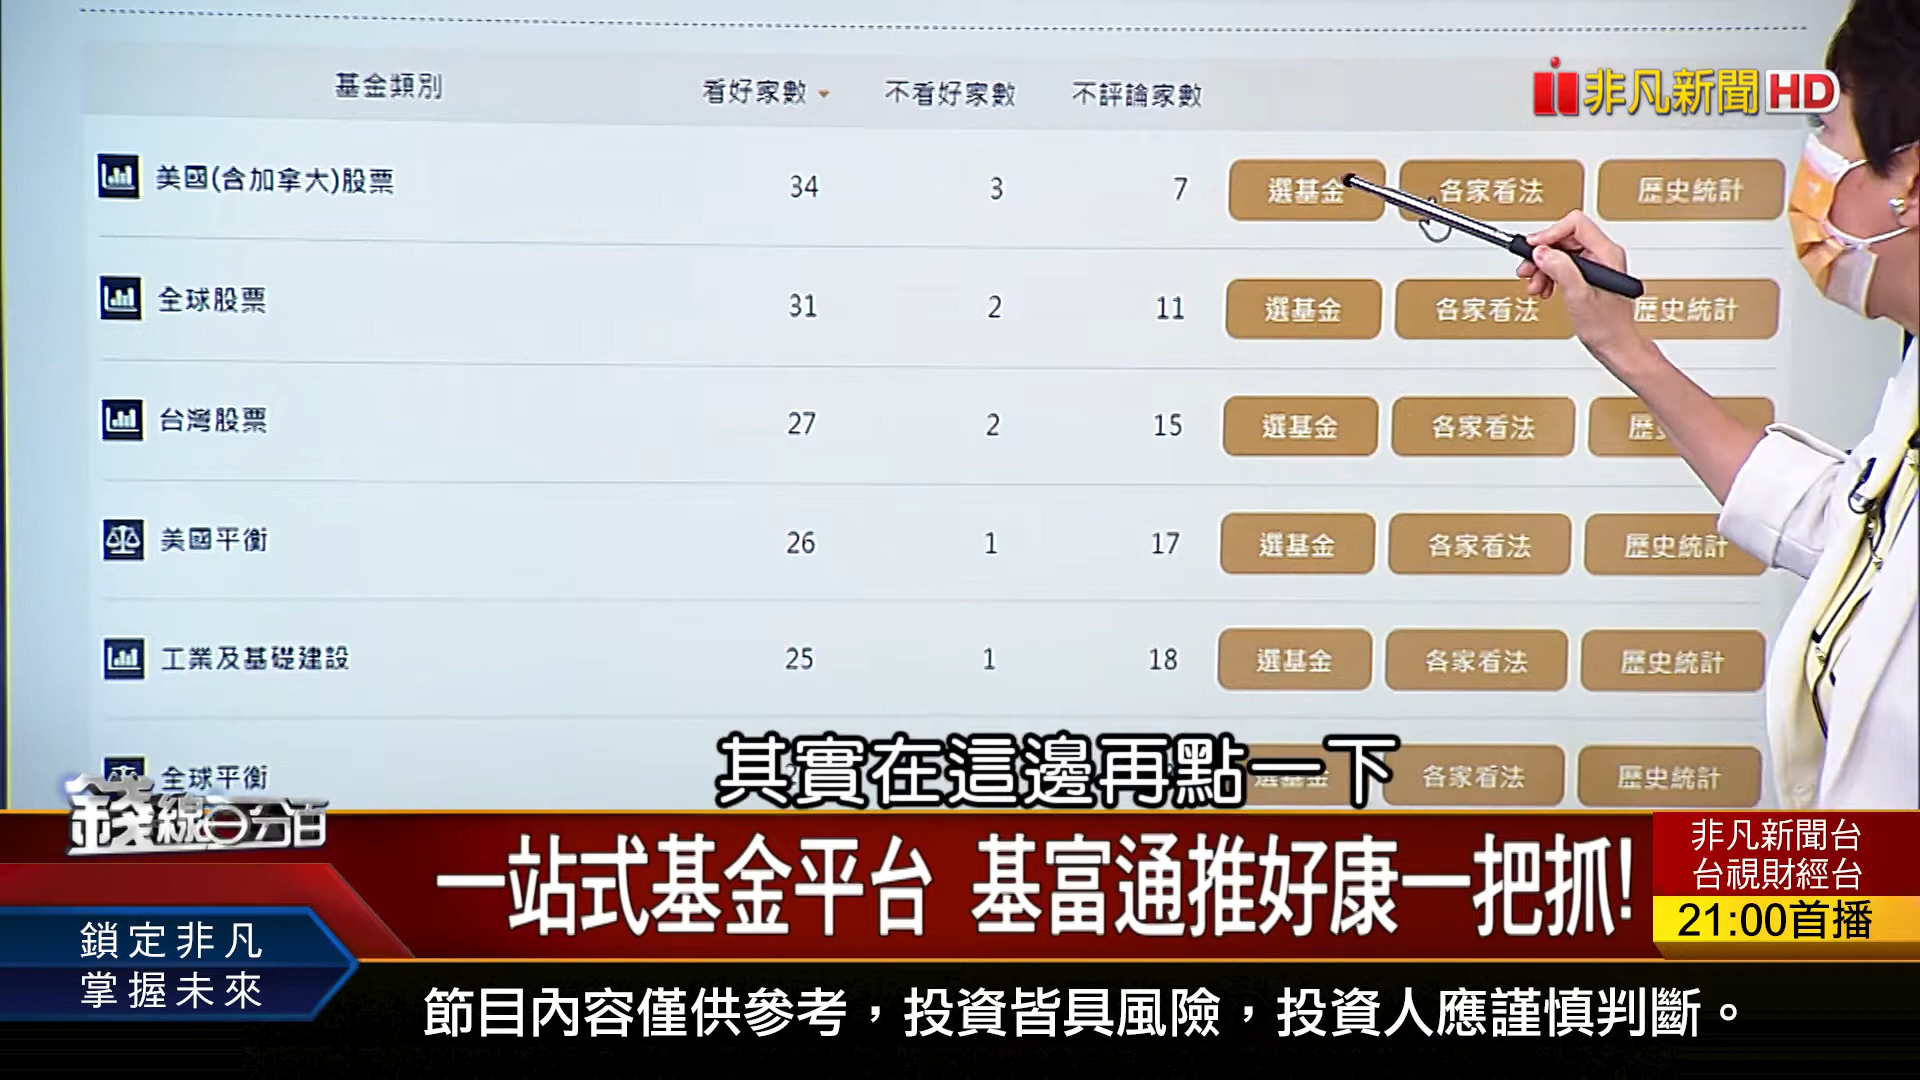 基金類別 看好家數 不看好家數 不評論家數
非凡新聞HD
美國(含加拿大)股票 34 3 7 選基金 各家看法 歷史統計
全球股票 31 2 11 選基金 各家看法 歷史統計
台灣股票 27 2 15 選基金 各家看法 歷
美國平衡 26 1 17 選基金 各家看法 歷史統計
工業及基礎建設 25 1 18 選基金 各家看法 歷史統計
全球平衡 選基金 各家看法 歷史統計
其實在這邊再點一下
錢線百分百
一站式基金平台 基富通推好康一把抓!
非凡新聞台
台視財經台
21:00首播
鎖定非凡
掌握未來
節目內容僅供參考，投資皆具風險，投資人應謹慎判斷。